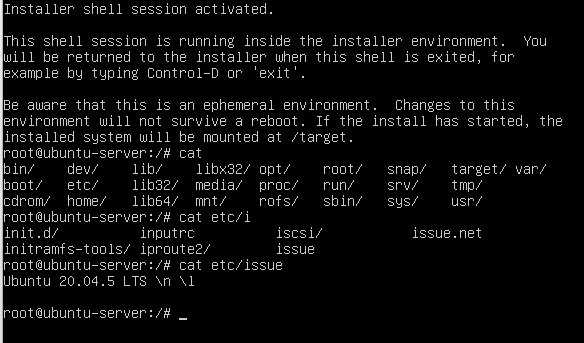 Installer shell session activated.
This shell session is running inside the installer environment.  You
will be returned to the installer when this shell is exited, for
example by typing Control-D or 'exit'.
Be aware that this is an ephemeral environment.  Changes to this
environment will not survive a reboot. If the install has started, the
installed system will be mounted at /target.
root@ubuntu-server:/# cat
bin/    dev/    lib/    libx32/ opt/    root/   snap/   target/ var/
boot/   etc/    lib32/  media/  proc/   run/    srv/    tmp/
cdrom/  home/   lib64/  mnt/    rofs/   sbin/   sys/    usr/
root@ubuntu-server:/# cat etc/i
init.d/          inputrc          iscsi/           issue.net
initramfs-tools/ iproute2/        issue
root@ubuntu-server:/# cat etc/issue
Ubuntu 20.04.5 LTS \n \l
root@ubuntu-server:/# _